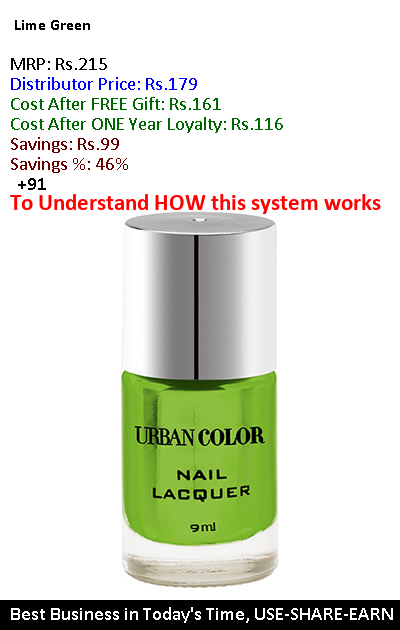 Lime Green
MRP: Rs.215
Distributor Price: Rs.179
Cost After FREE Gift: Rs.161
Cost After ONE Year Loyalty: Rs.116
Savings: Rs.99
Savings %: 46%
+91
To Understand HOW this system works
URBAN COLOR
NAIL
LACQUER
9ml
Best Business in Today's Time, USE-SHARE-EARN